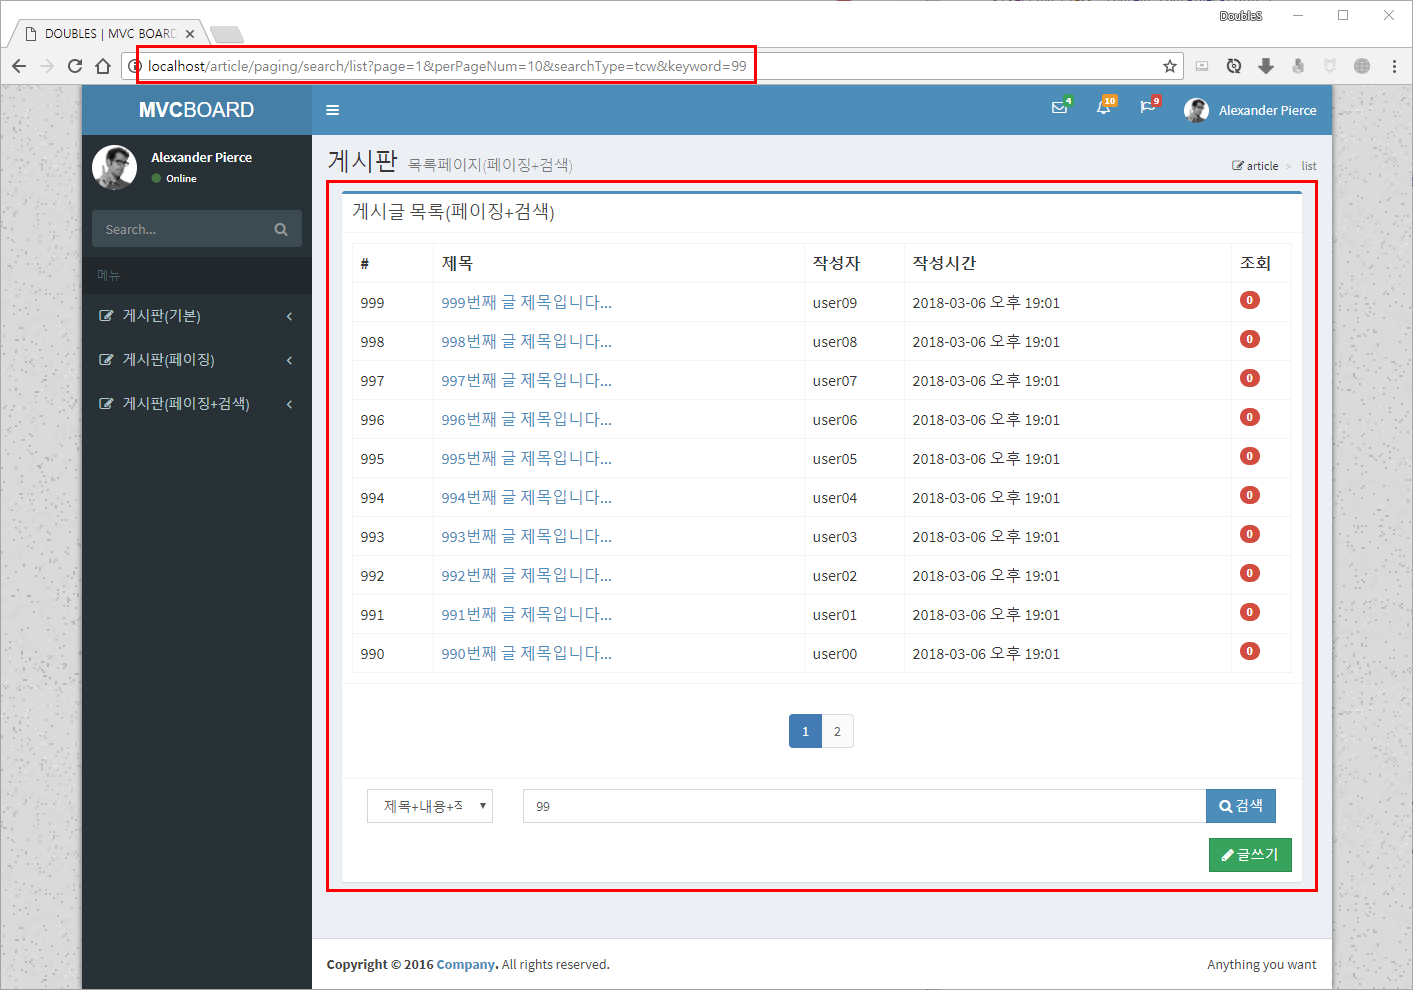 DoubleS
DOUBLES | MVC BOARD
localhost/article/paging/search/list?page=1&perPageNum=10&searchType=tcw&keyword=99
MVCBOARD
4
10
9
Alexander Pierce
Alexander Pierce
Online
Search...
메뉴
게시판(기본)
게시판(페이징)
게시판(페이징+검색)
게시판 목록페이지(페이징+검색)
article > list
게시글 목록(페이징+검색)
# 제목 작성자 작성시간 조회
999 999번째 글 제목입니다... user09 2018-03-06 오후 19:01 0
998 998번째 글 제목입니다... user08 2018-03-06 오후 19:01 0
997 997번째 글 제목입니다... user07 2018-03-06 오후 19:01 0
996 996번째 글 제목입니다... user06 2018-03-06 오후 19:01 0
995 995번째 글 제목입니다... user05 2018-03-06 오후 19:01 0
994 994번째 글 제목입니다... user04 2018-03-06 오후 19:01 0
993 993번째 글 제목입니다... user03 2018-03-06 오후 19:01 0
992 992번째 글 제목입니다... user02 2018-03-06 오후 19:01 0
991 991번째 글 제목입니다... user01 2018-03-06 오후 19:01 0
990 990번째 글 제목입니다... user00 2018-03-06 오후 19:01 0
1 2
제목+내용+작 99 검색
글쓰기
Copyright © 2016 Company. All rights reserved.
Anything you want